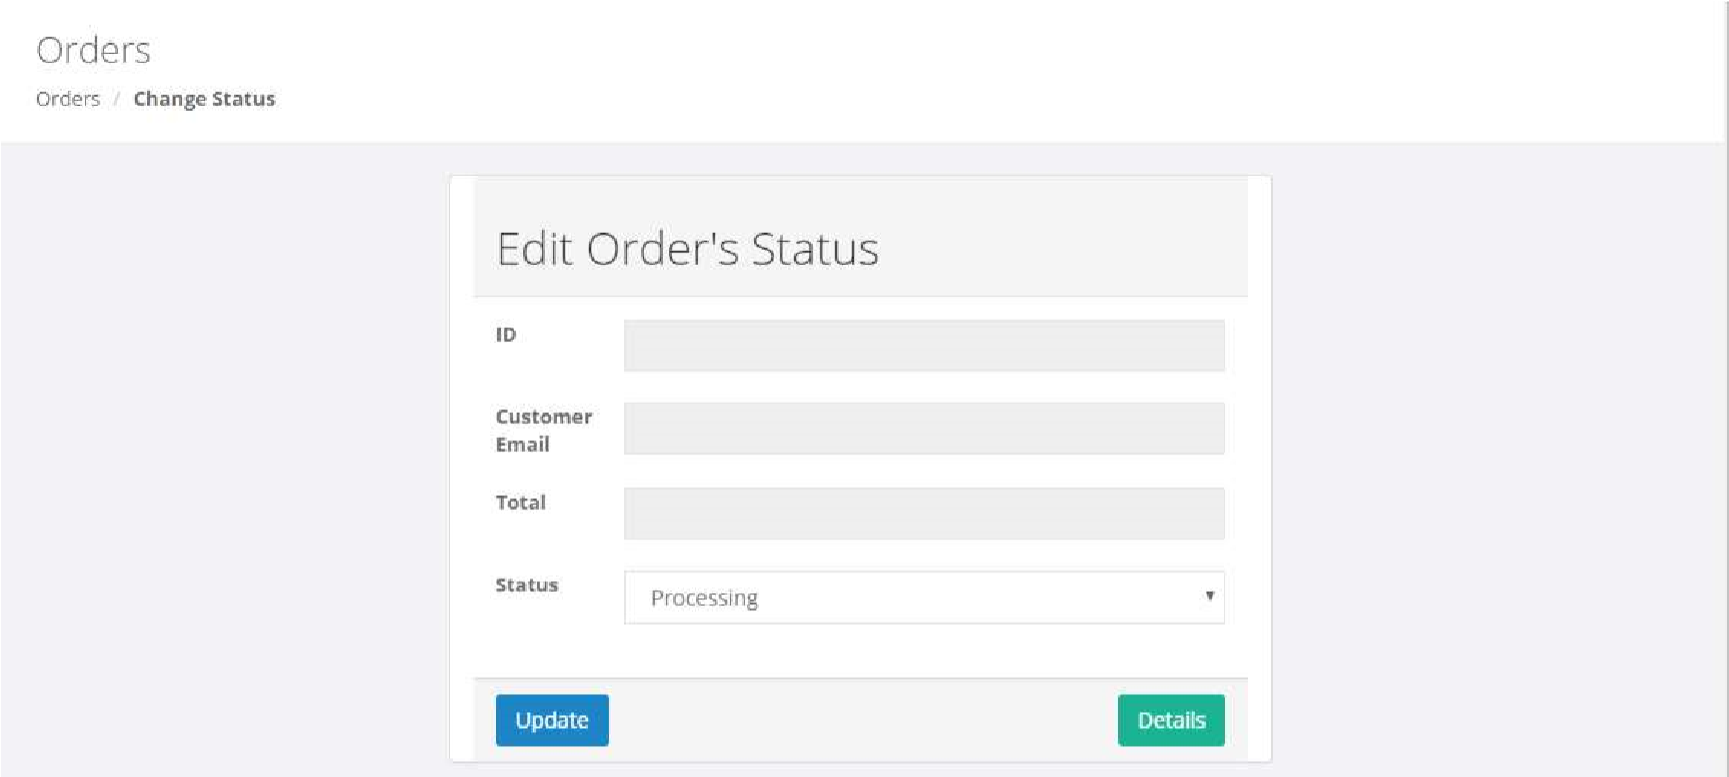 Orders
Orders / Change Status
Edit Order's Status
ID
Customer
Email
Total
Status
Processing
Update
Details